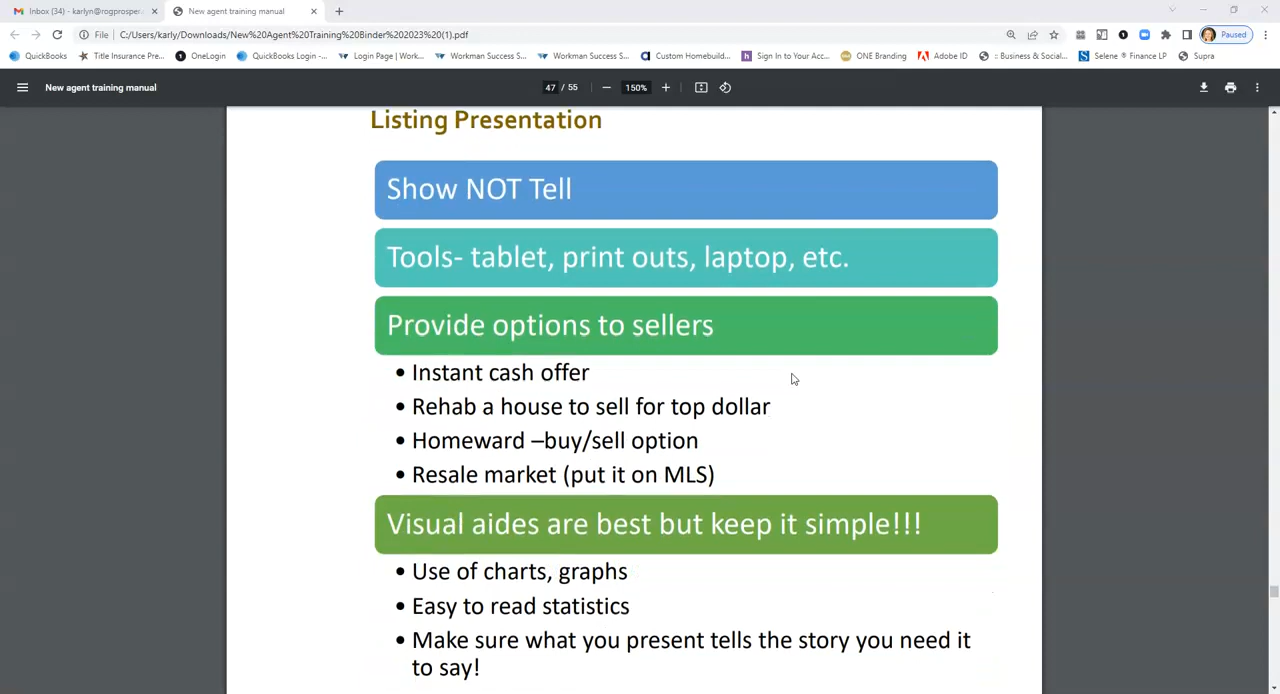 Inbox (34) - karlyn@rogprosper
New agent training manual
File
C:/Users/karly/Downloads/New%20Agent%20Training%20Binder%202023%20(1).pdf
Paused
QuickBooks
Title Insurance Pre...
OneLogin
QuickBooks Login -...
Login Page | Work...
Workman Success S...
Workman Success S...
Custom Homebuild...
Sign In to Your Acc...
ONE Branding
Adobe ID
:: Business & Social...
Selene ® Finance LP
Supra
New agent training manual
47 / 55
150%
Listing Presentation
Show NOT Tell
Tools- tablet, print outs, laptop, etc.
Provide options to sellers
• Instant cash offer
• Rehab a house to sell for top dollar
• Homeward –buy/sell option
• Resale market (put it on MLS)
Visual aides are best but keep it simple!!!
• Use of charts, graphs
• Easy to read statistics
• Make sure what you present tells the story you need it
to say!